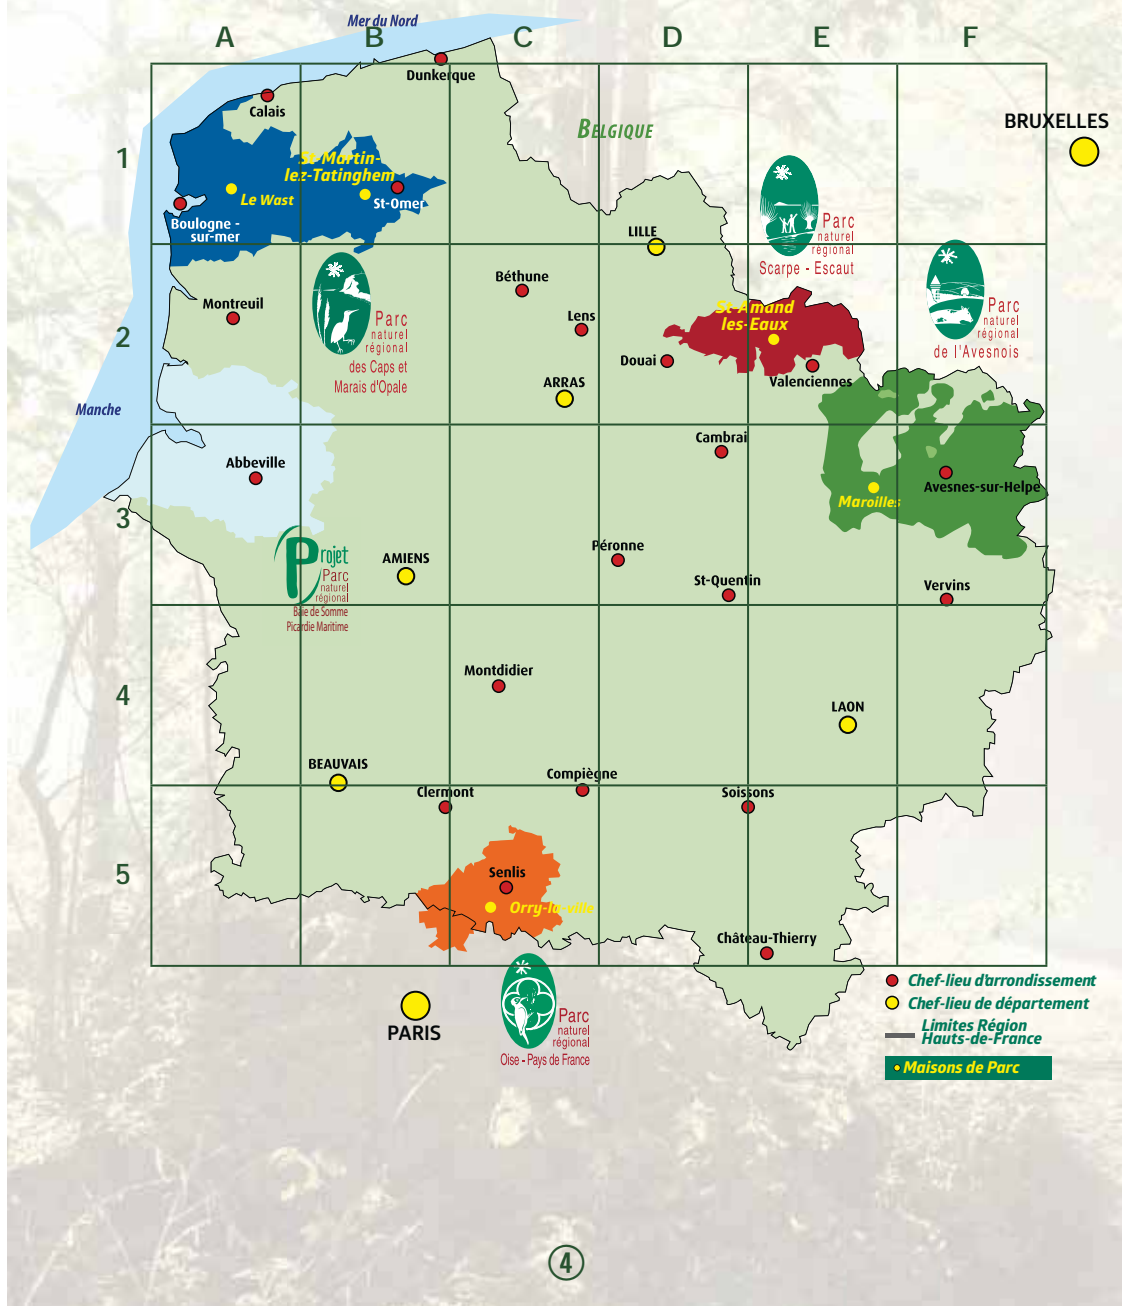 Mer du Nord
A
B
C
D
E
F
Dunkerque
Calais
BELGIQUE
BRUXELLES
1
St-Martin-
lez-Tatinghem
Le Wast
St-Omer
Boulogne -
sur-mer
LILLE
Parc
naturel
régional
Scarpe - Escaut
Béthune
Montreuil
Lens
St-Amand
les-Eaux
Parc
naturel
régional
de l'Avesnois
2
Parc
naturel
régional
des Caps et
Marais d'Opale
Douai
Valenciennes
ARRAS
Manche
Cambrai
Abbeville
Avesnes-sur-Helpe
Maroilles
3
Projet
Parc
naturel
régional
Baie de Somme
Picardie Maritime
AMIENS
Péronne
St-Quentin
Vervins
4
Montdidier
LAON
BEAUVAIS
Compiègne
Clermont
Soissons
5
Senlis
Orry-la-ville
Château-Thierry
PARIS
Parc
naturel
régional
Oise - Pays de France
Chef-lieu d'arrondissement
Chef-lieu de département
Limites Région
Hauts-de-France
Maisons de Parc
4